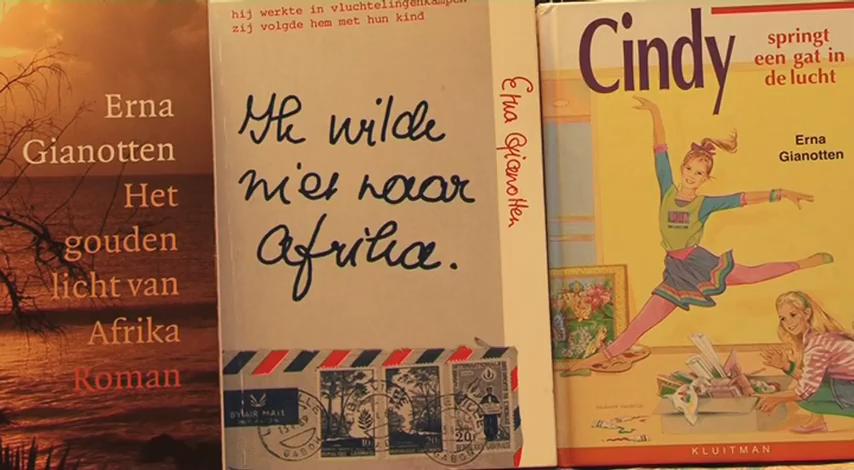 Erna
Gianotten
Het
gouden
licht van
Afrika
Roman
hij werkte in vluchtelingenkampen
zij volgde hem met hun kind
Ik wilde
niet naar
Afrika.
Erna Gianotten
BY AIR MAIL
Cindy
springt
een gat in
de lucht
Erna
Gianotten
KLUITMAN